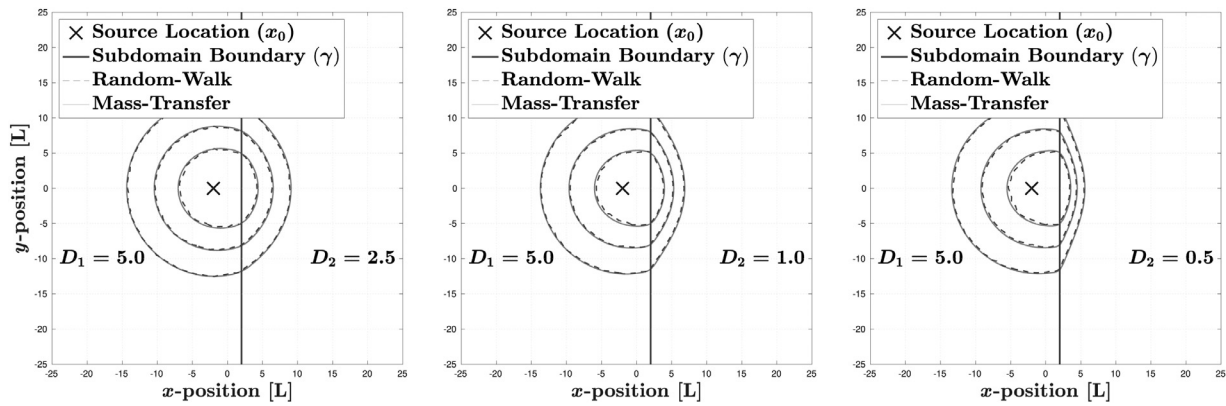 25
20
15
10
5
0
-5
-10
-15
-20
-25
y-position [L]
× Source Location (x₀)
Subdomain Boundary (γ)
Random-Walk
Mass-Transfer
D₁ = 5.0
D₂ = 2.5
-25 -20 -15 -10 -5 0 5 10 15 20 25
x-position [L]
25
20
15
10
5
0
-5
-10
-15
-20
-25
× Source Location (x₀)
Subdomain Boundary (γ)
Random-Walk
Mass-Transfer
D₁ = 5.0
D₂ = 1.0
-25 -20 -15 -10 -5 0 5 10 15 20 25
x-position [L]
25
20
15
10
5
0
-5
-10
-15
-20
-25
× Source Location (x₀)
Subdomain Boundary (γ)
Random-Walk
Mass-Transfer
D₁ = 5.0
D₂ = 0.5
-25 -20 -15 -10 -5 0 5 10 15 20 25
x-position [L]